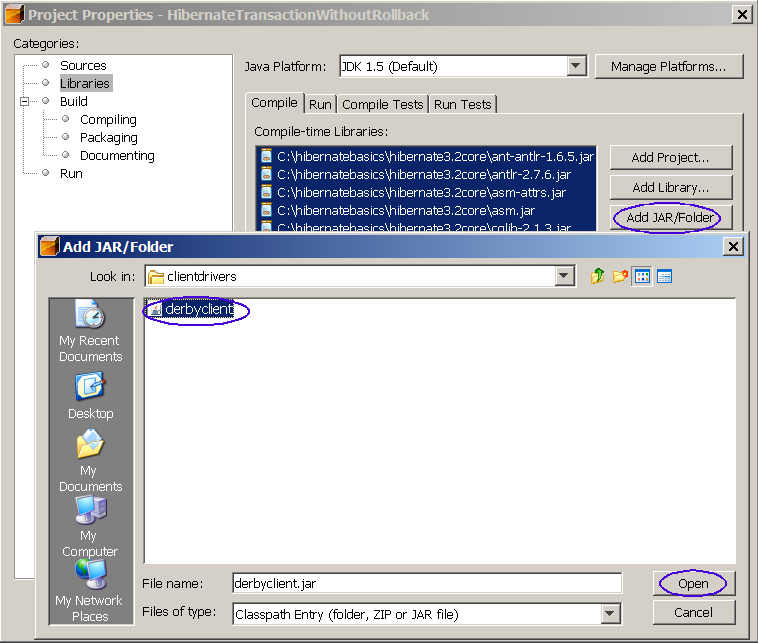 Project Properties - HibernateTransactionWithoutRollback
Categories:
Sources
Libraries
Build
Compiling
Packaging
Documenting
Run
Java Platform:
JDK 1.5 (Default)
Manage Platforms...
Compile
Run
Compile Tests
Run Tests
Compile-time Libraries:
C:\hibernatebasics\hibernate3.2core\ant-antlr-1.6.5.jar
C:\hibernatebasics\hibernate3.2core\antlr-2.7.6.jar
C:\hibernatebasics\hibernate3.2core\asm-attrs.jar
C:\hibernatebasics\hibernate3.2core\asm.jar
C:\hibernatebasics\hibernate3.2core\cglib-2.1.3.jar
Add Project...
Add Library...
Add JAR/Folder
Add JAR/Folder
Look in:
clientdrivers
My Recent
Documents
Desktop
My
Documents
My
Computer
My Network
Places
derbyclient
File name:
derbyclient.jar
Open
Files of type:
Classpath Entry (folder, ZIP or JAR file)
Cancel